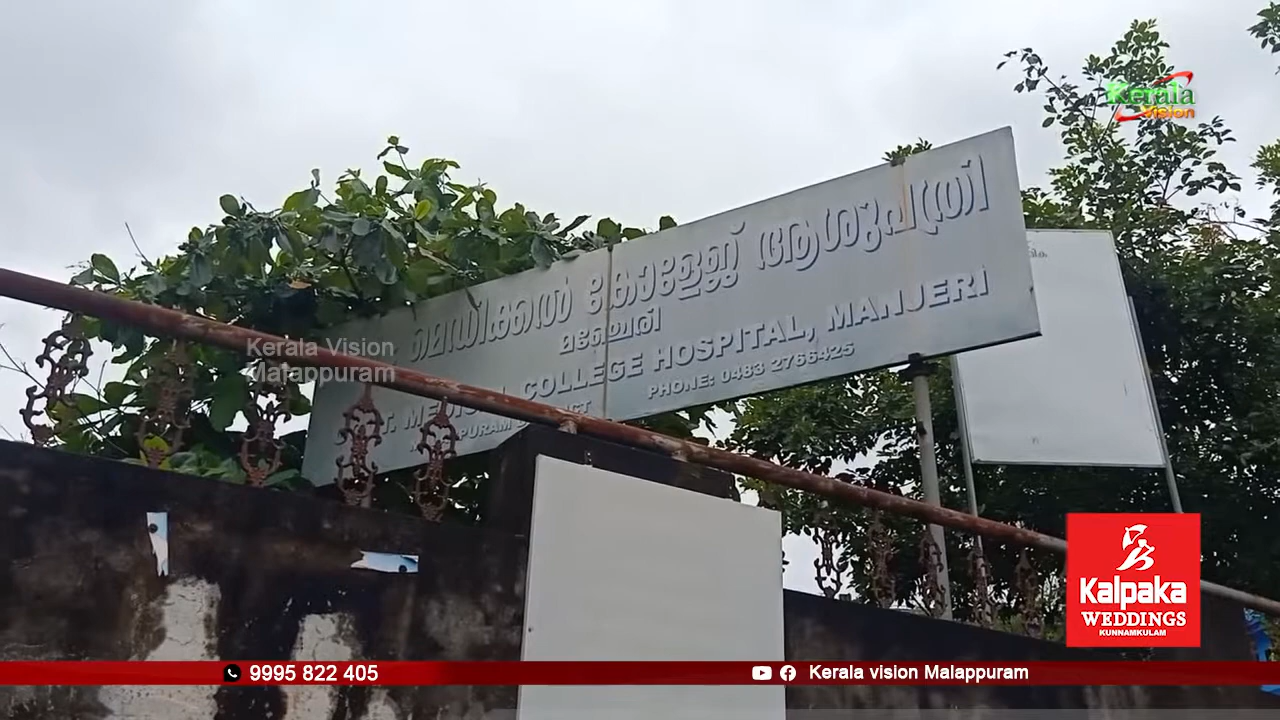 Kerala
Vision
മെഡിക്കൽ കോളേജ് ആശുപത്രി
മഞ്ചേരി
COLLEGE HOSPITAL, MANJERI
PHONE: 0483 2766425
Kerala Vision
Malappuram
Kalpaka
WEDDINGS
KUNNAMKULAM
9995 822 405
Kerala vision Malappuram